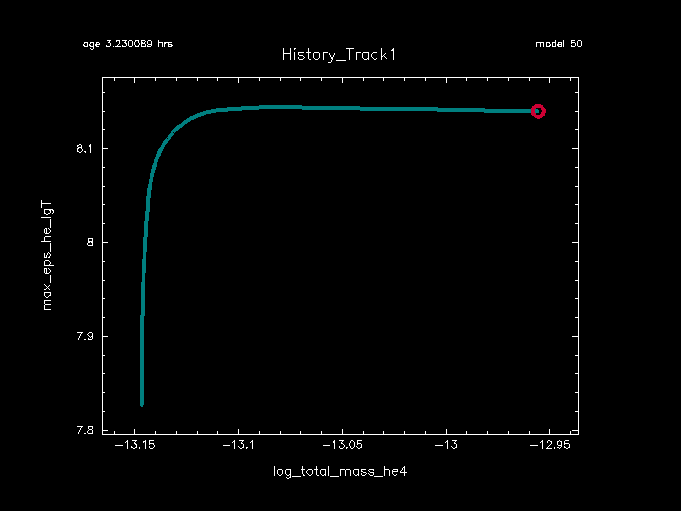 age 3.230089 hrs
model 50
History_Track1
8.1
8
7.9
7.8
max_eps_he_lgT
−13.15 −13.1 −13.05 −13 −12.95
log_total_mass_he4